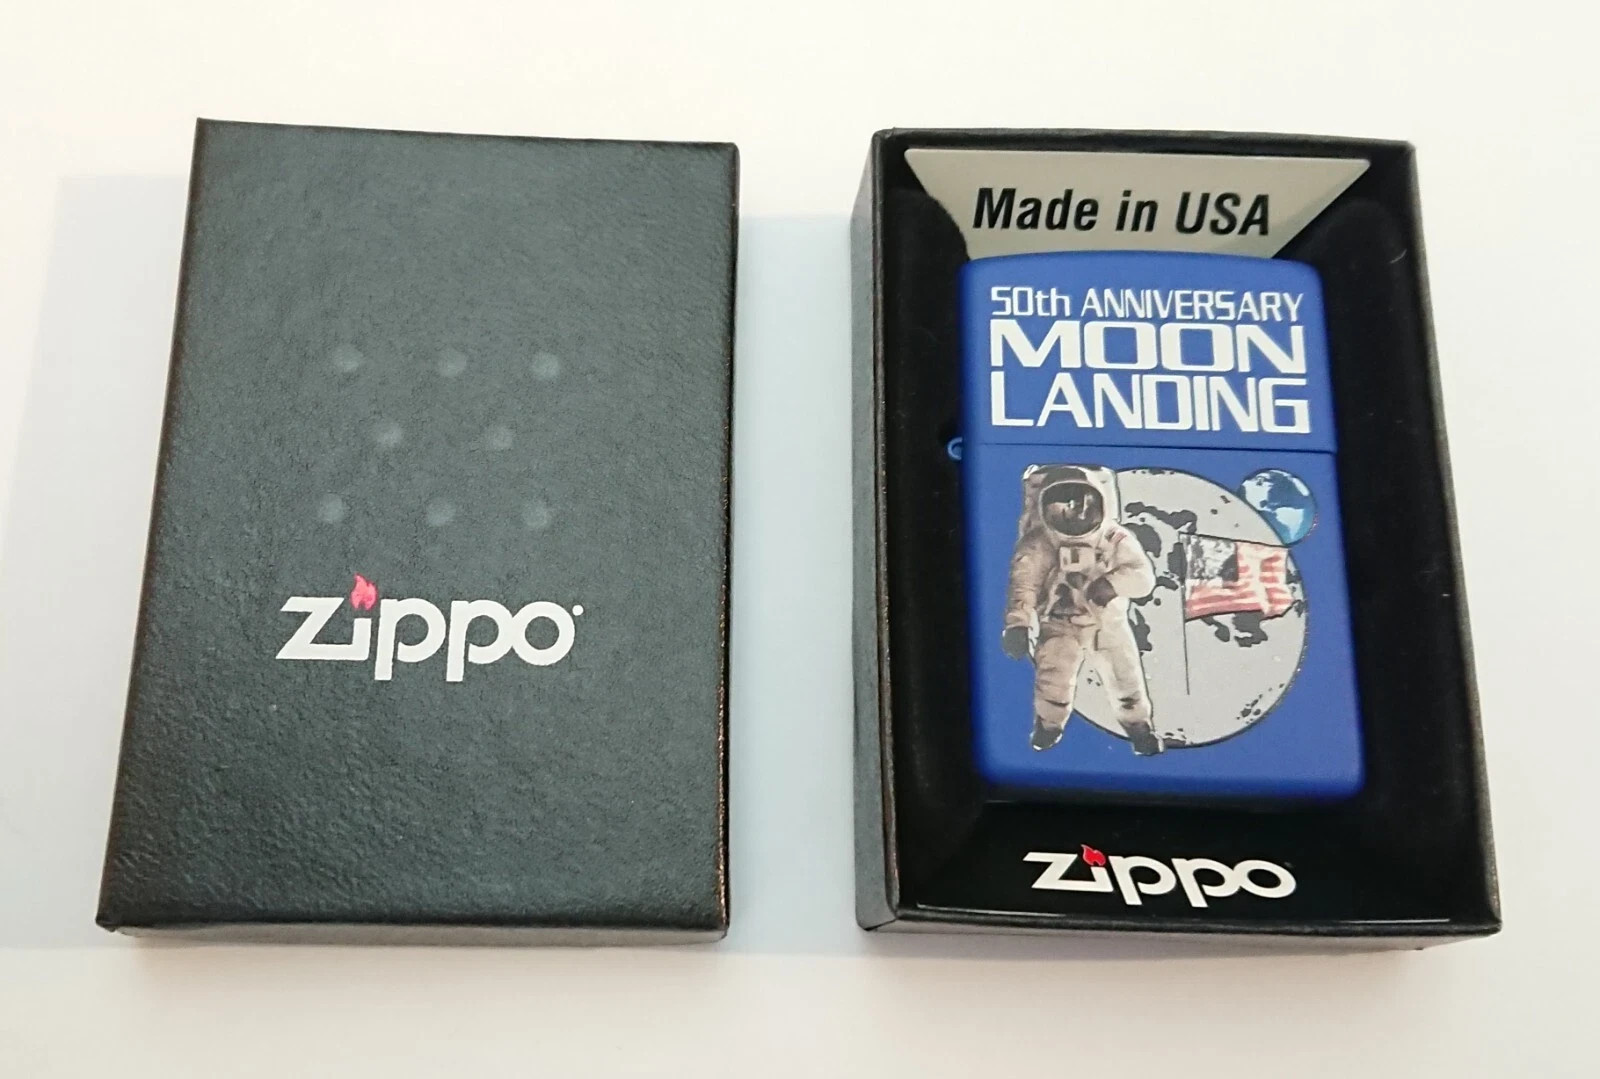 Zippo
Made in USA
50th ANNIVERSARY
MOON
LANDING
Zippo